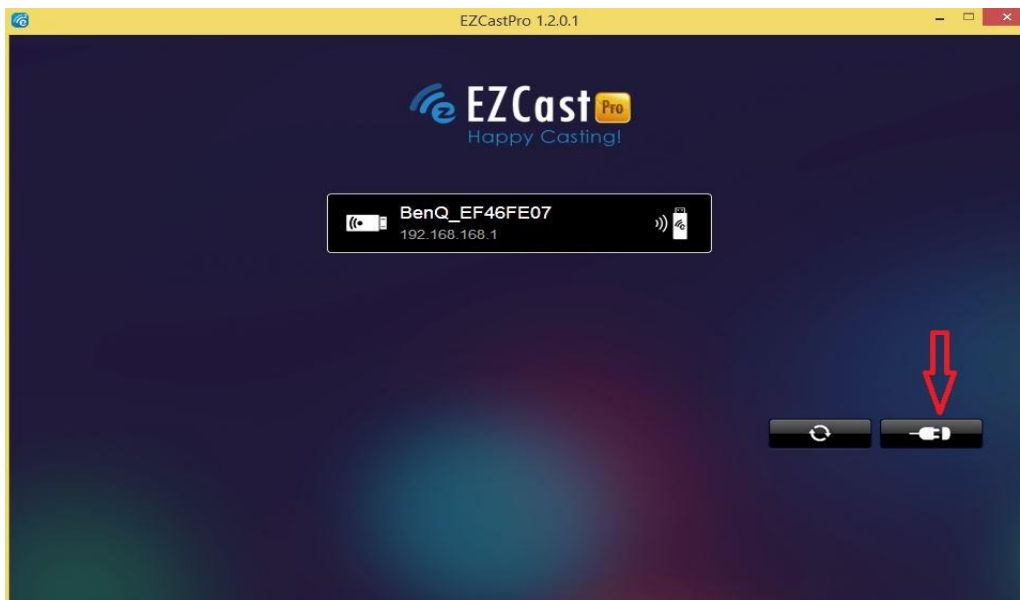 EZCastPro 1.2.0.1
EZCast Pro
Happy Casting!
BenQ_EF46FE07
192.168.168.1